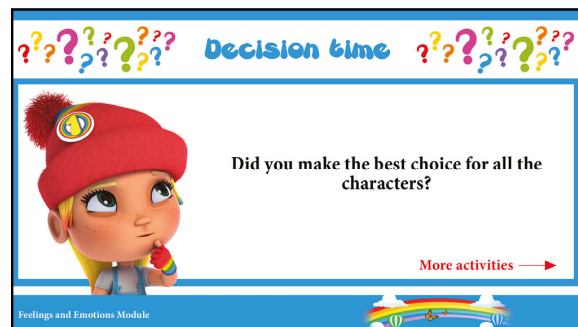 Decision time
Did you make the best choice for all the
characters?
More activities
Feelings and Emotions Module